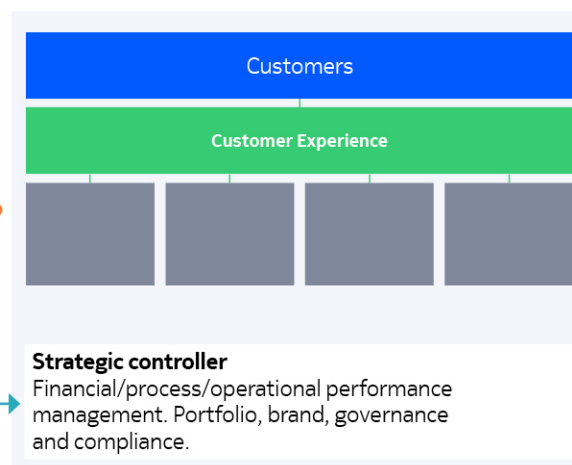 Customers
Customer Experience
Strategic controller
Financial/process/operational performance
management. Portfolio, brand, governance
and compliance.